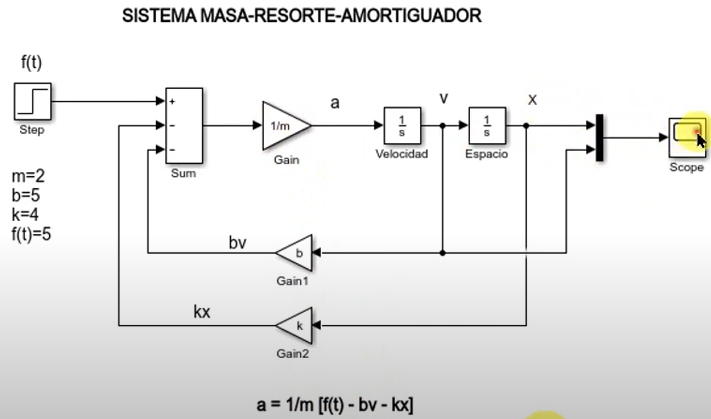 SISTEMA MASA-RESORTE-AMORTIGUADOR
f(t)
Step
m=2
b=5
k=4
f(t)=5
+
-
-
Sum
1/m
Gain
a
1
s
Velocidad
v
1
s
Espacio
x
Scope
bv
b
Gain1
kx
k
Gain2
a = 1/m [f(t) - bv - kx]